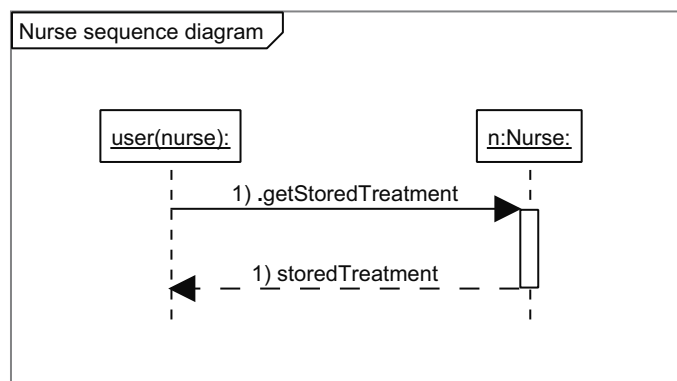 Nurse sequence diagram
user(nurse):
n:Nurse:
1) .getStoredTreatment
1) storedTreatment